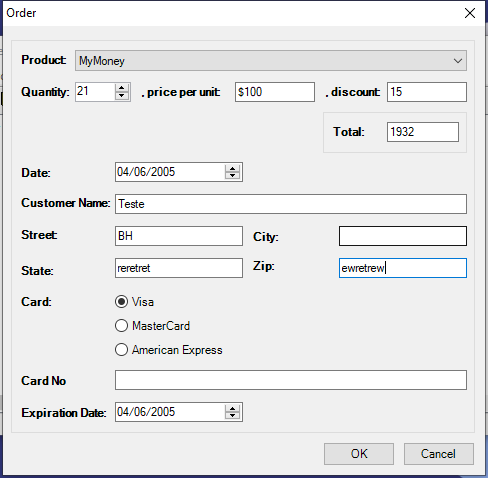 Order
Product: MyMoney
Quantity: 21 , price per unit: $100 , discount: 15
Total: 1932
Date: 04/06/2005
Customer Name: Teste
Street: BH City:
State: reretret Zip: ewretrew
Card: Visa
MasterCard
American Express
Card No
Expiration Date: 04/06/2005
OK Cancel